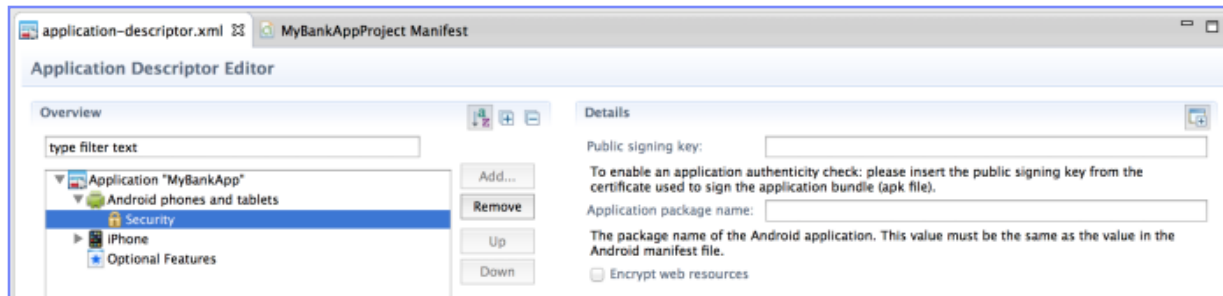 application-descriptor.xml MyBankAppProject Manifest
Application Descriptor Editor
Overview
type filter text
Application "MyBankApp"
Android phones and tablets
Security
iPhone
Optional Features
Add...
Remove
Up
Down
Details
Public signing key:
To enable an application authenticity check: please insert the public signing key from the
certificate used to sign the application bundle (apk file).
Application package name:
The package name of the Android application. This value must be the same as the value in the
Android manifest file.
Encrypt web resources